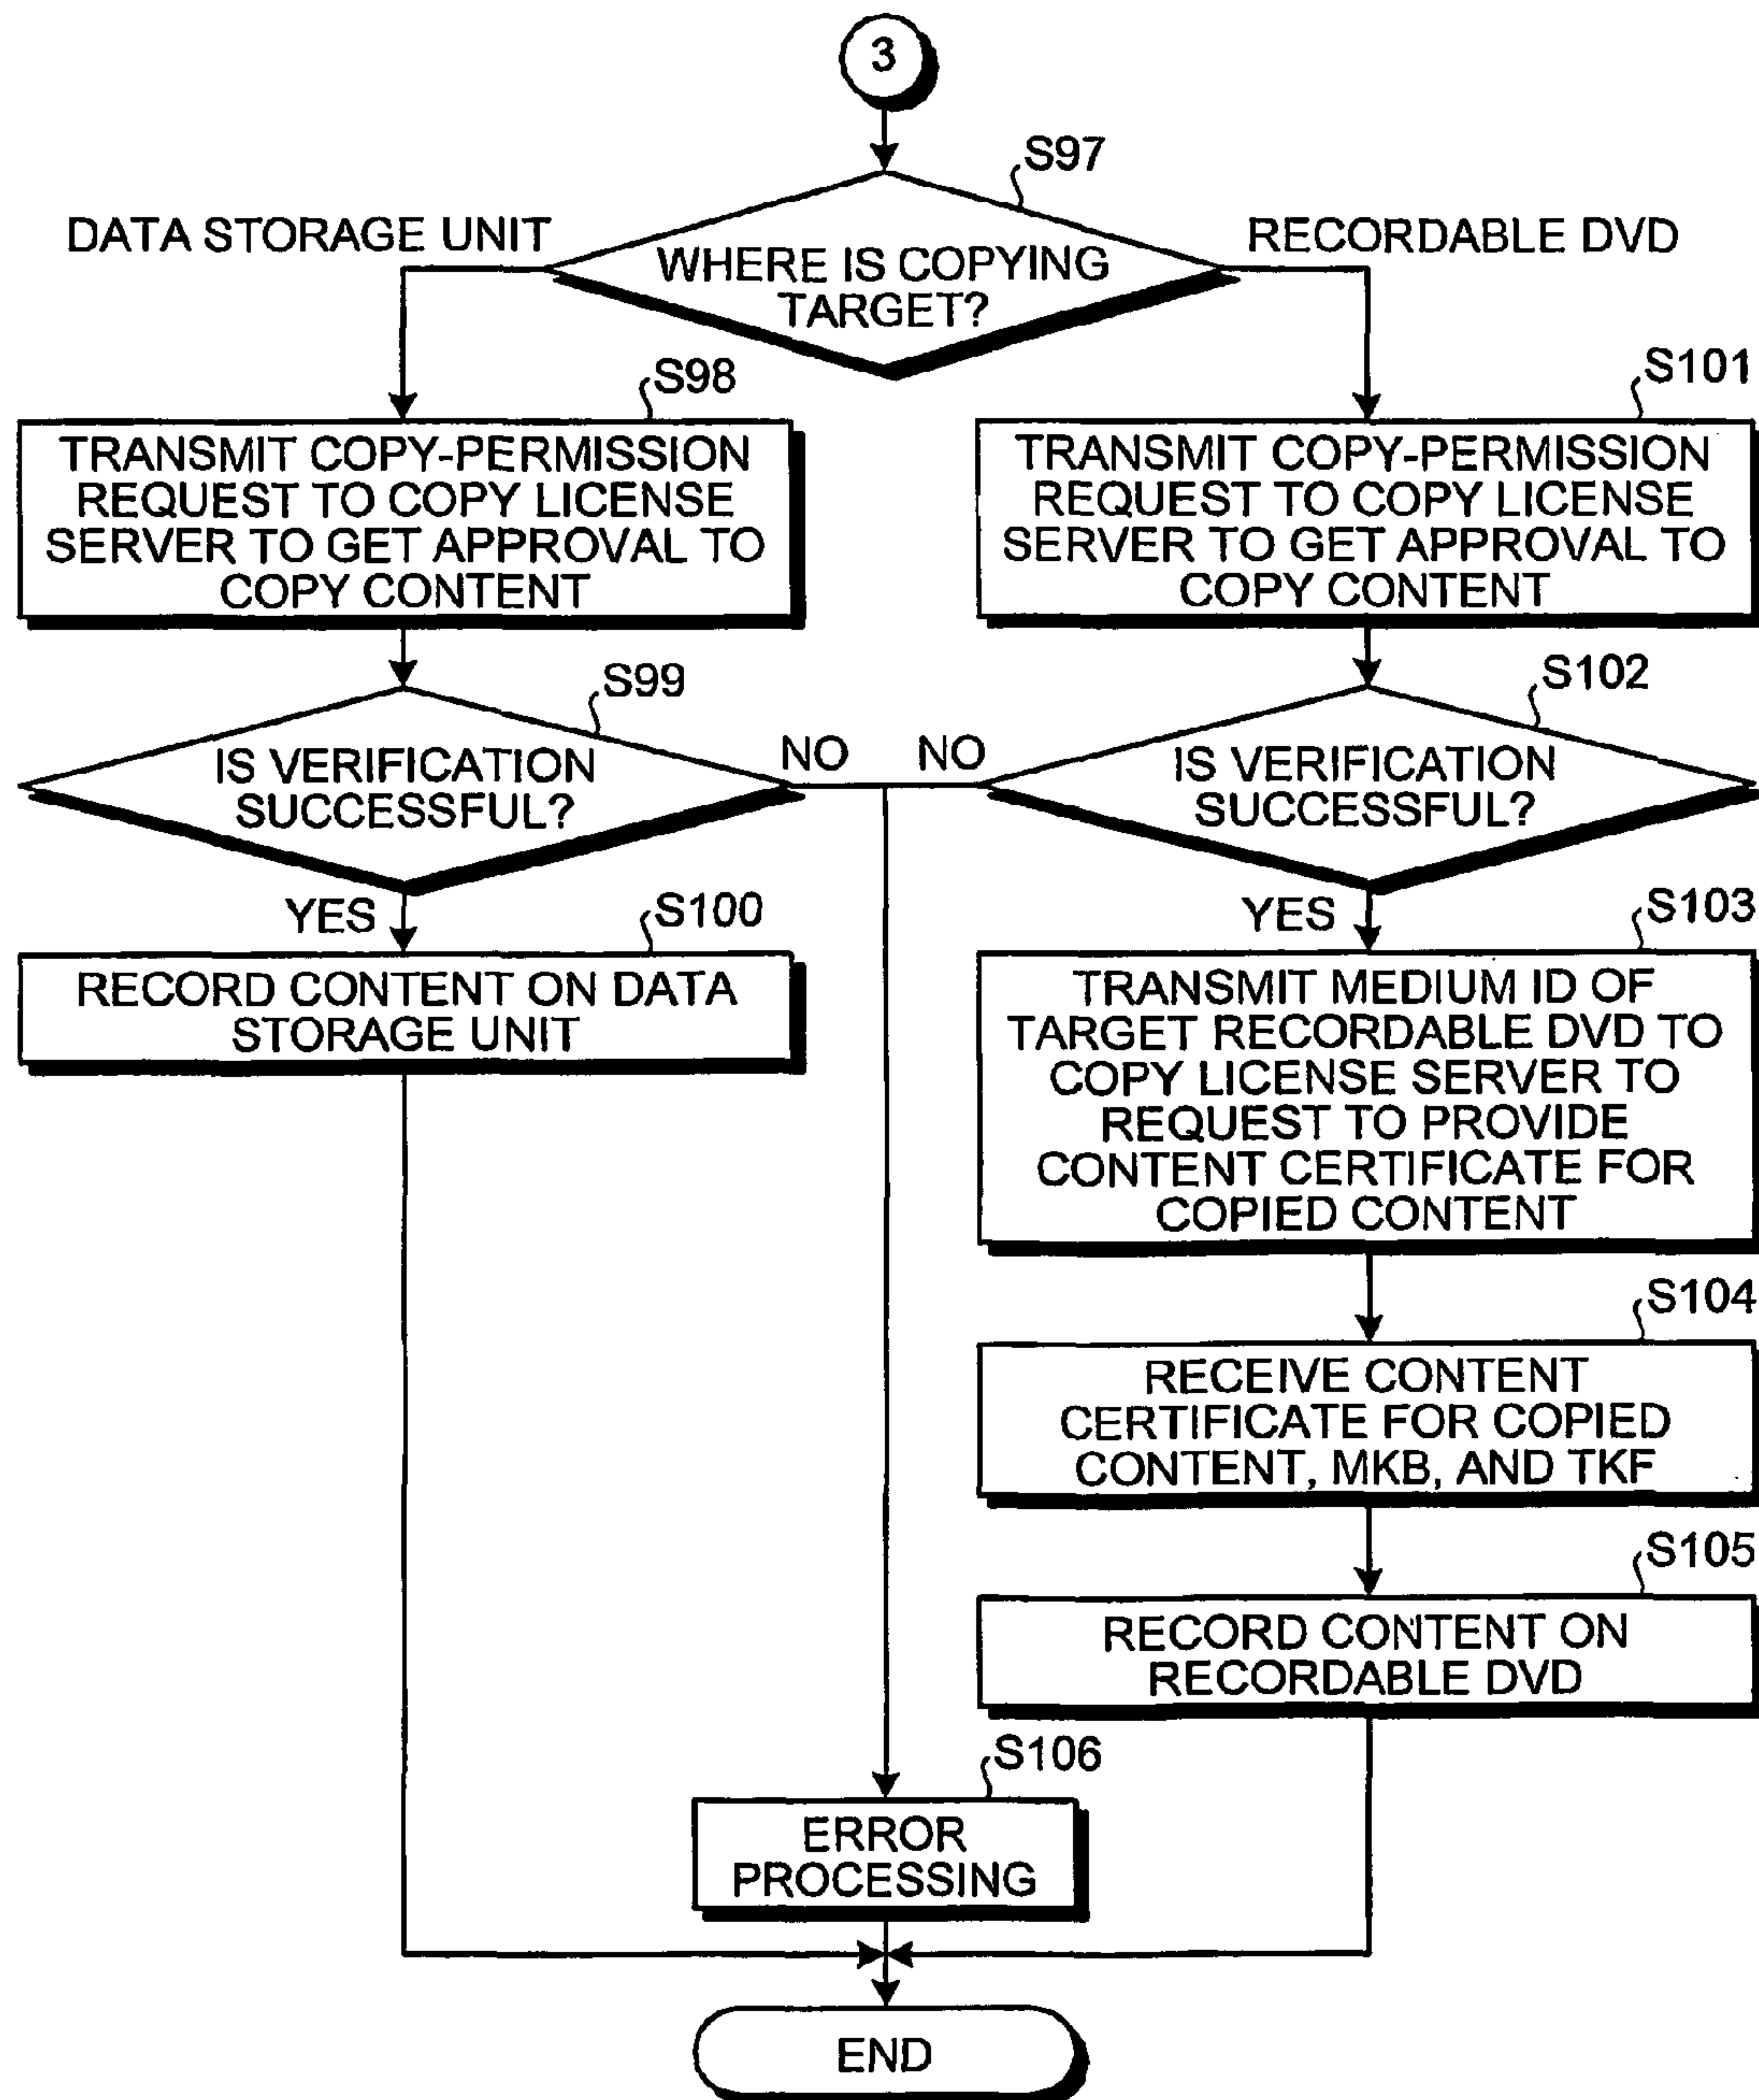 3
S97
DATA STORAGE UNIT
RECORDABLE DVD
WHERE IS COPYING
TARGET?
S98
TRANSMIT COPY-PERMISSION
REQUEST TO COPY LICENSE
SERVER TO GET APPROVAL TO
COPY CONTENT
S101
TRANSMIT COPY-PERMISSION
REQUEST TO COPY LICENSE
SERVER TO GET APPROVAL TO
COPY CONTENT
S99
IS VERIFICATION
SUCCESSFUL?
NO
NO
S102
IS VERIFICATION
SUCCESSFUL?
YES
S100
RECORD CONTENT ON DATA
STORAGE UNIT
YES
S103
TRANSMIT MEDIUM ID OF
TARGET RECORDABLE DVD TO
COPY LICENSE SERVER TO
REQUEST TO PROVIDE
CONTENT CERTIFICATE FOR
COPIED CONTENT
S104
RECEIVE CONTENT
CERTIFICATE FOR COPIED
CONTENT, MKB, AND TKF
S105
RECORD CONTENT ON
RECORDABLE DVD
S106
ERROR
PROCESSING
END